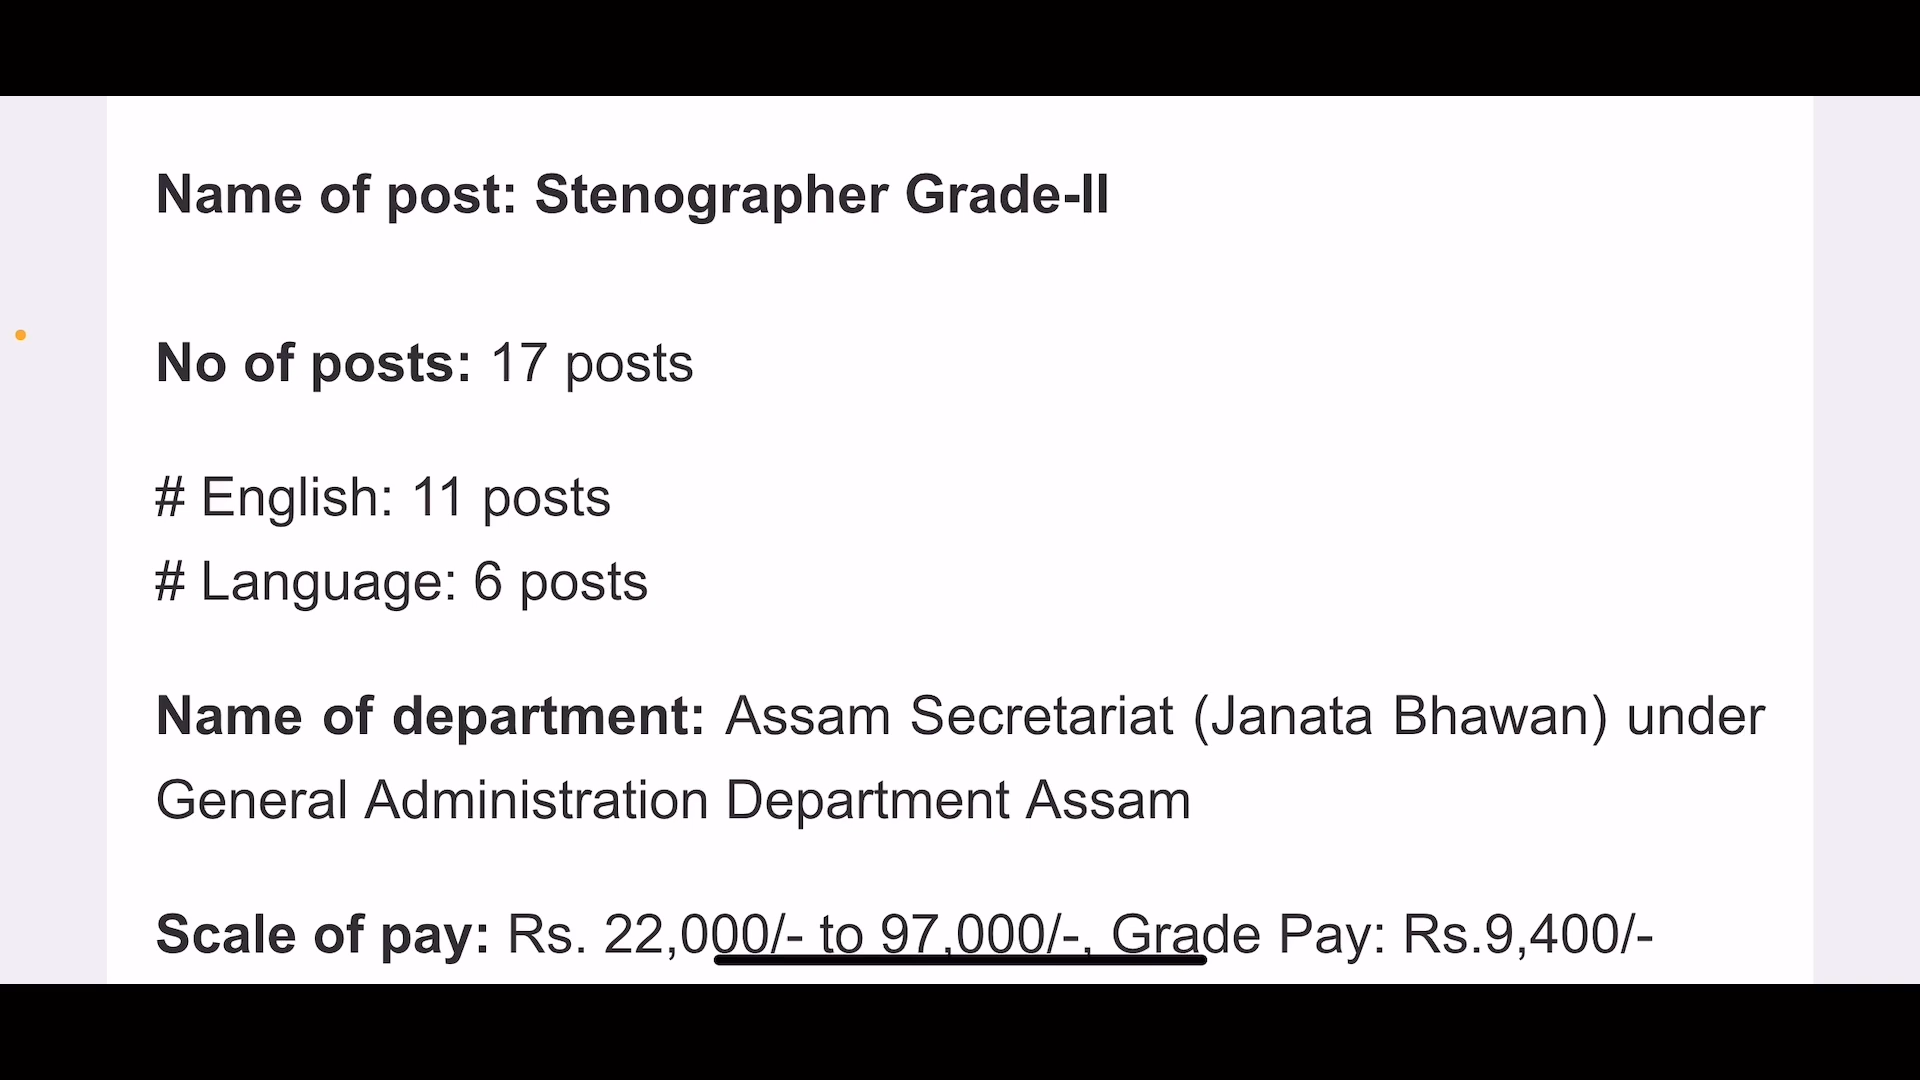 Name of post: Stenographer Grade-II
No of posts: 17 posts
# English: 11 posts
# Language: 6 posts
Name of department: Assam Secretariat (Janata Bhawan) under
General Administration Department Assam
Scale of pay: Rs. 22,000/- to 97,000/-, Grade Pay: Rs.9,400/-